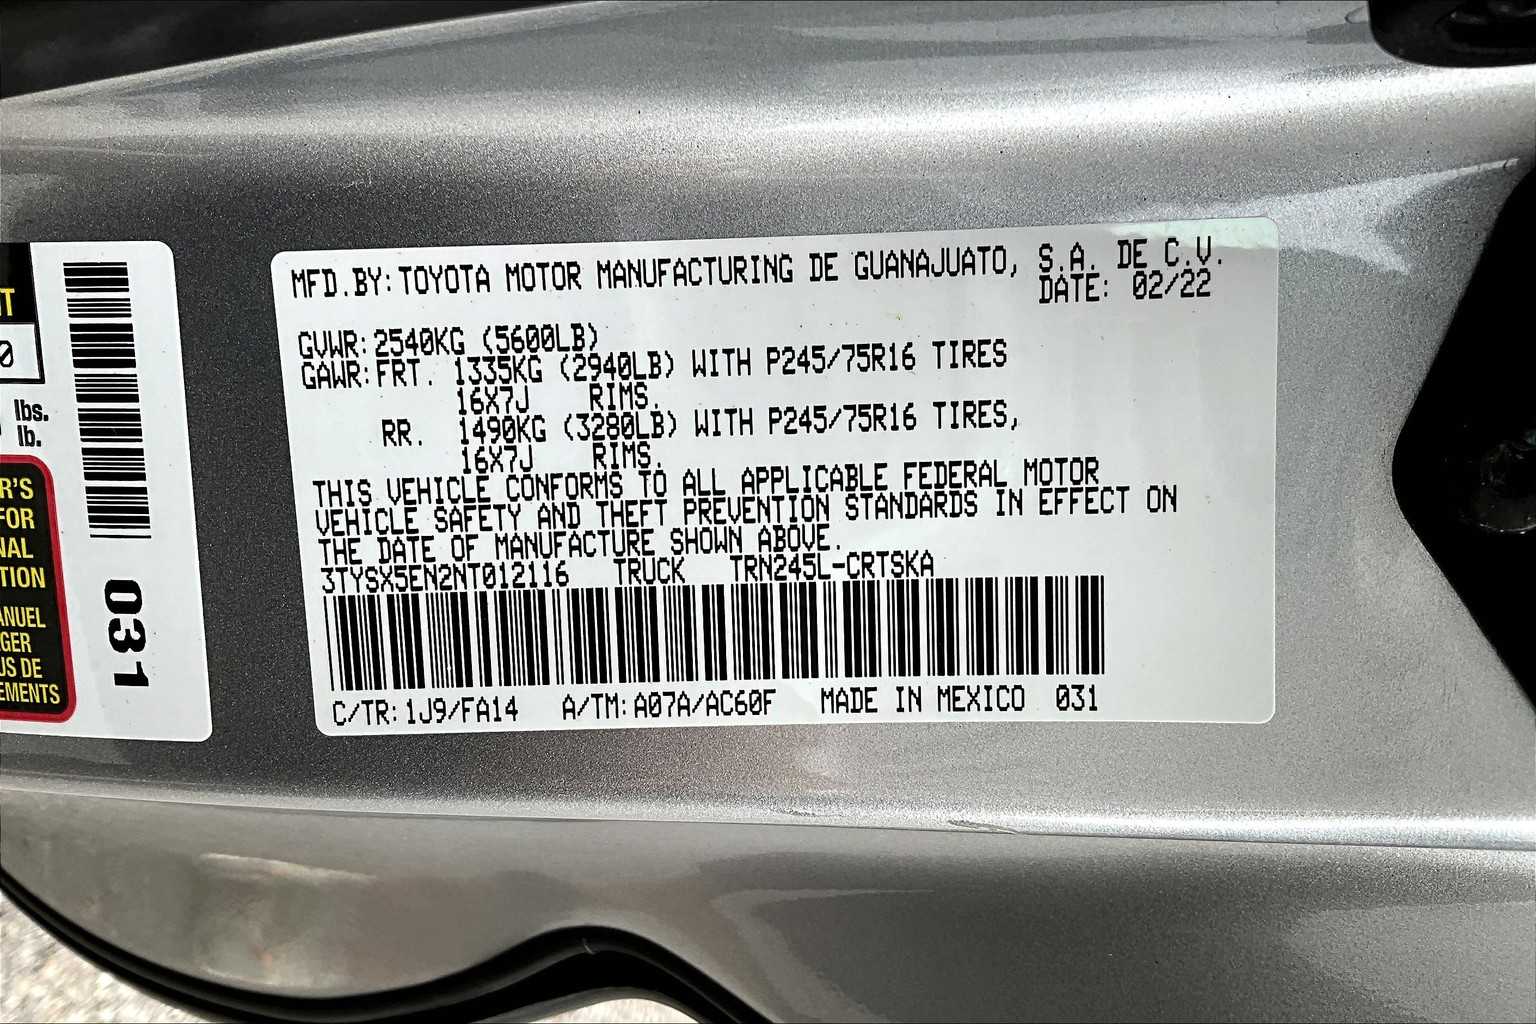 MFD.BY:TOYOTA MOTOR MANUFACTURING DE GUANAJUATO, S.A. DE C.V.
DATE: 02/22
GVWR:2540KG (5600LB)
GAWR:FRT. 1335KG (2940LB) WITH P245/75R16 TIRES
16X7J RIMS.
RR. 1490KG (3280LB) WITH P245/75R16 TIRES,
16X7J RIMS.
THIS VEHICLE CONFORMS TO ALL APPLICABLE FEDERAL MOTOR
VEHICLE SAFETY AND THEFT PREVENTION STANDARDS IN EFFECT ON
THE DATE OF MANUFACTURE SHOWN ABOVE.
3TYSX5EN2NT012116 TRUCK TRN245L-CRTSKA
C/TR:1J9/FA14 A/TM:A07A/AC60F MADE IN MEXICO 031
lbs.
lb.
R'S
FOR
NAL
TION
ANUEL
GER
US DE
EMENTS
031